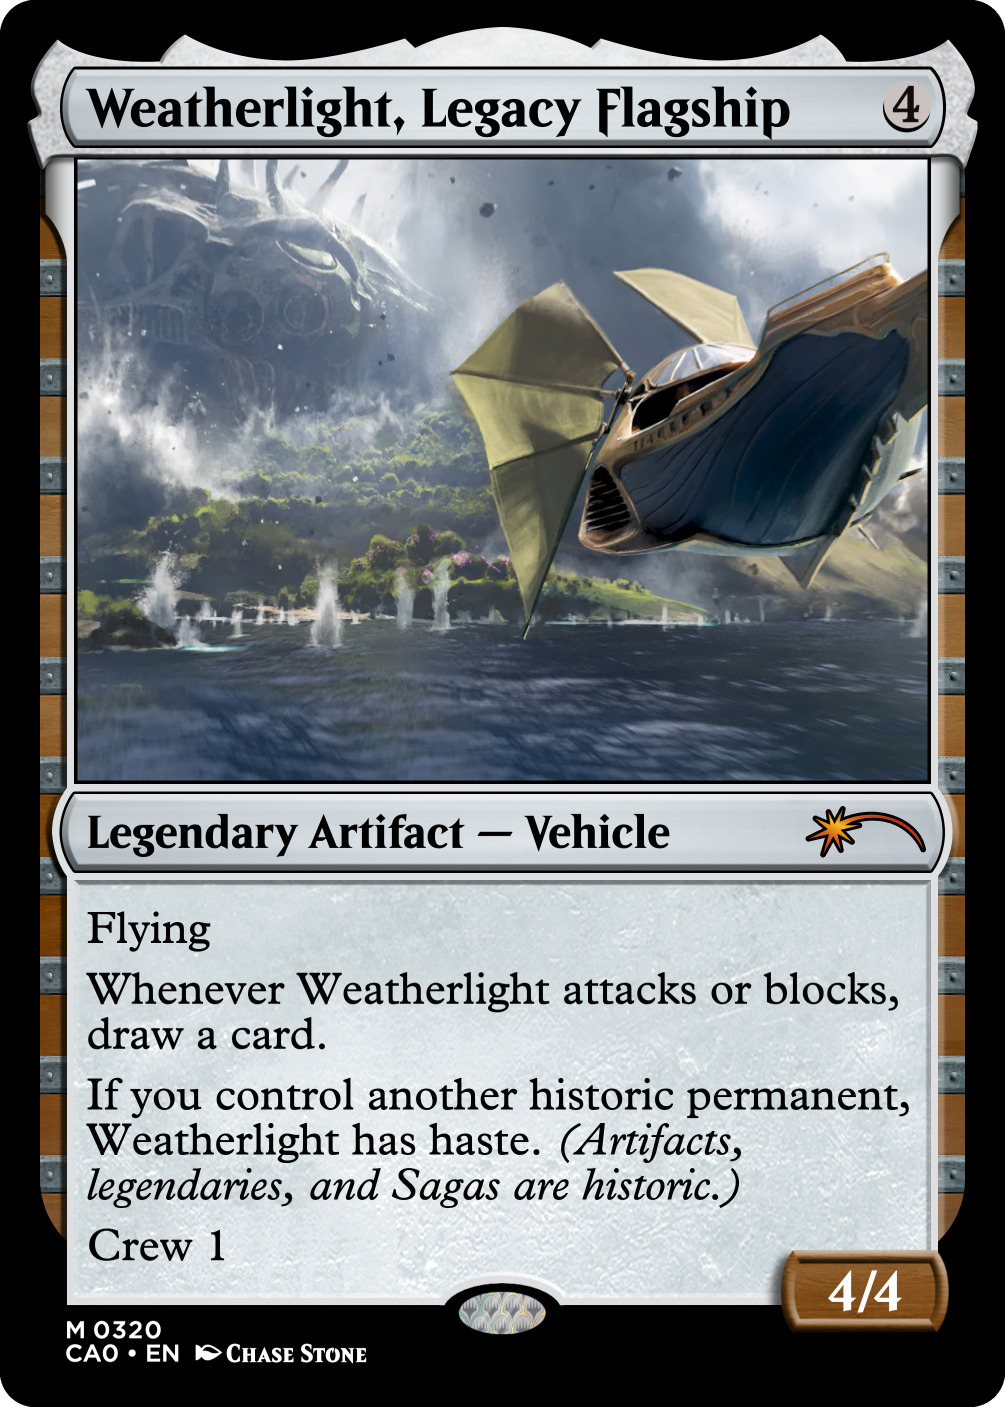 Weatherlight, Legacy Flagship 4
Legendary Artifact — Vehicle
Flying
Whenever Weatherlight attacks or blocks,
draw a card.
If you control another historic permanent,
Weatherlight has haste. (Artifacts,
legendaries, and Sagas are historic.)
Crew 1
4/4
M 0320
CAO • EN Chase Stone